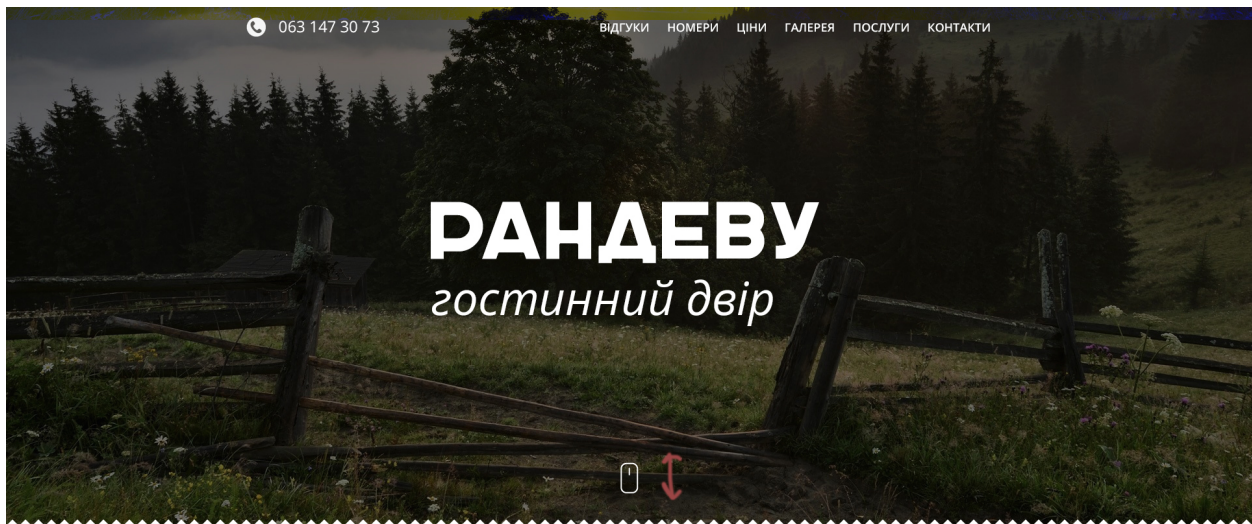 063 147 30 73
ВІДГУКИ НОМЕРИ ЦІНИ ГАЛЕРЕЯ ПОСЛУГИ КОНТАКТИ
РАНДЕВУ
гостинний двір